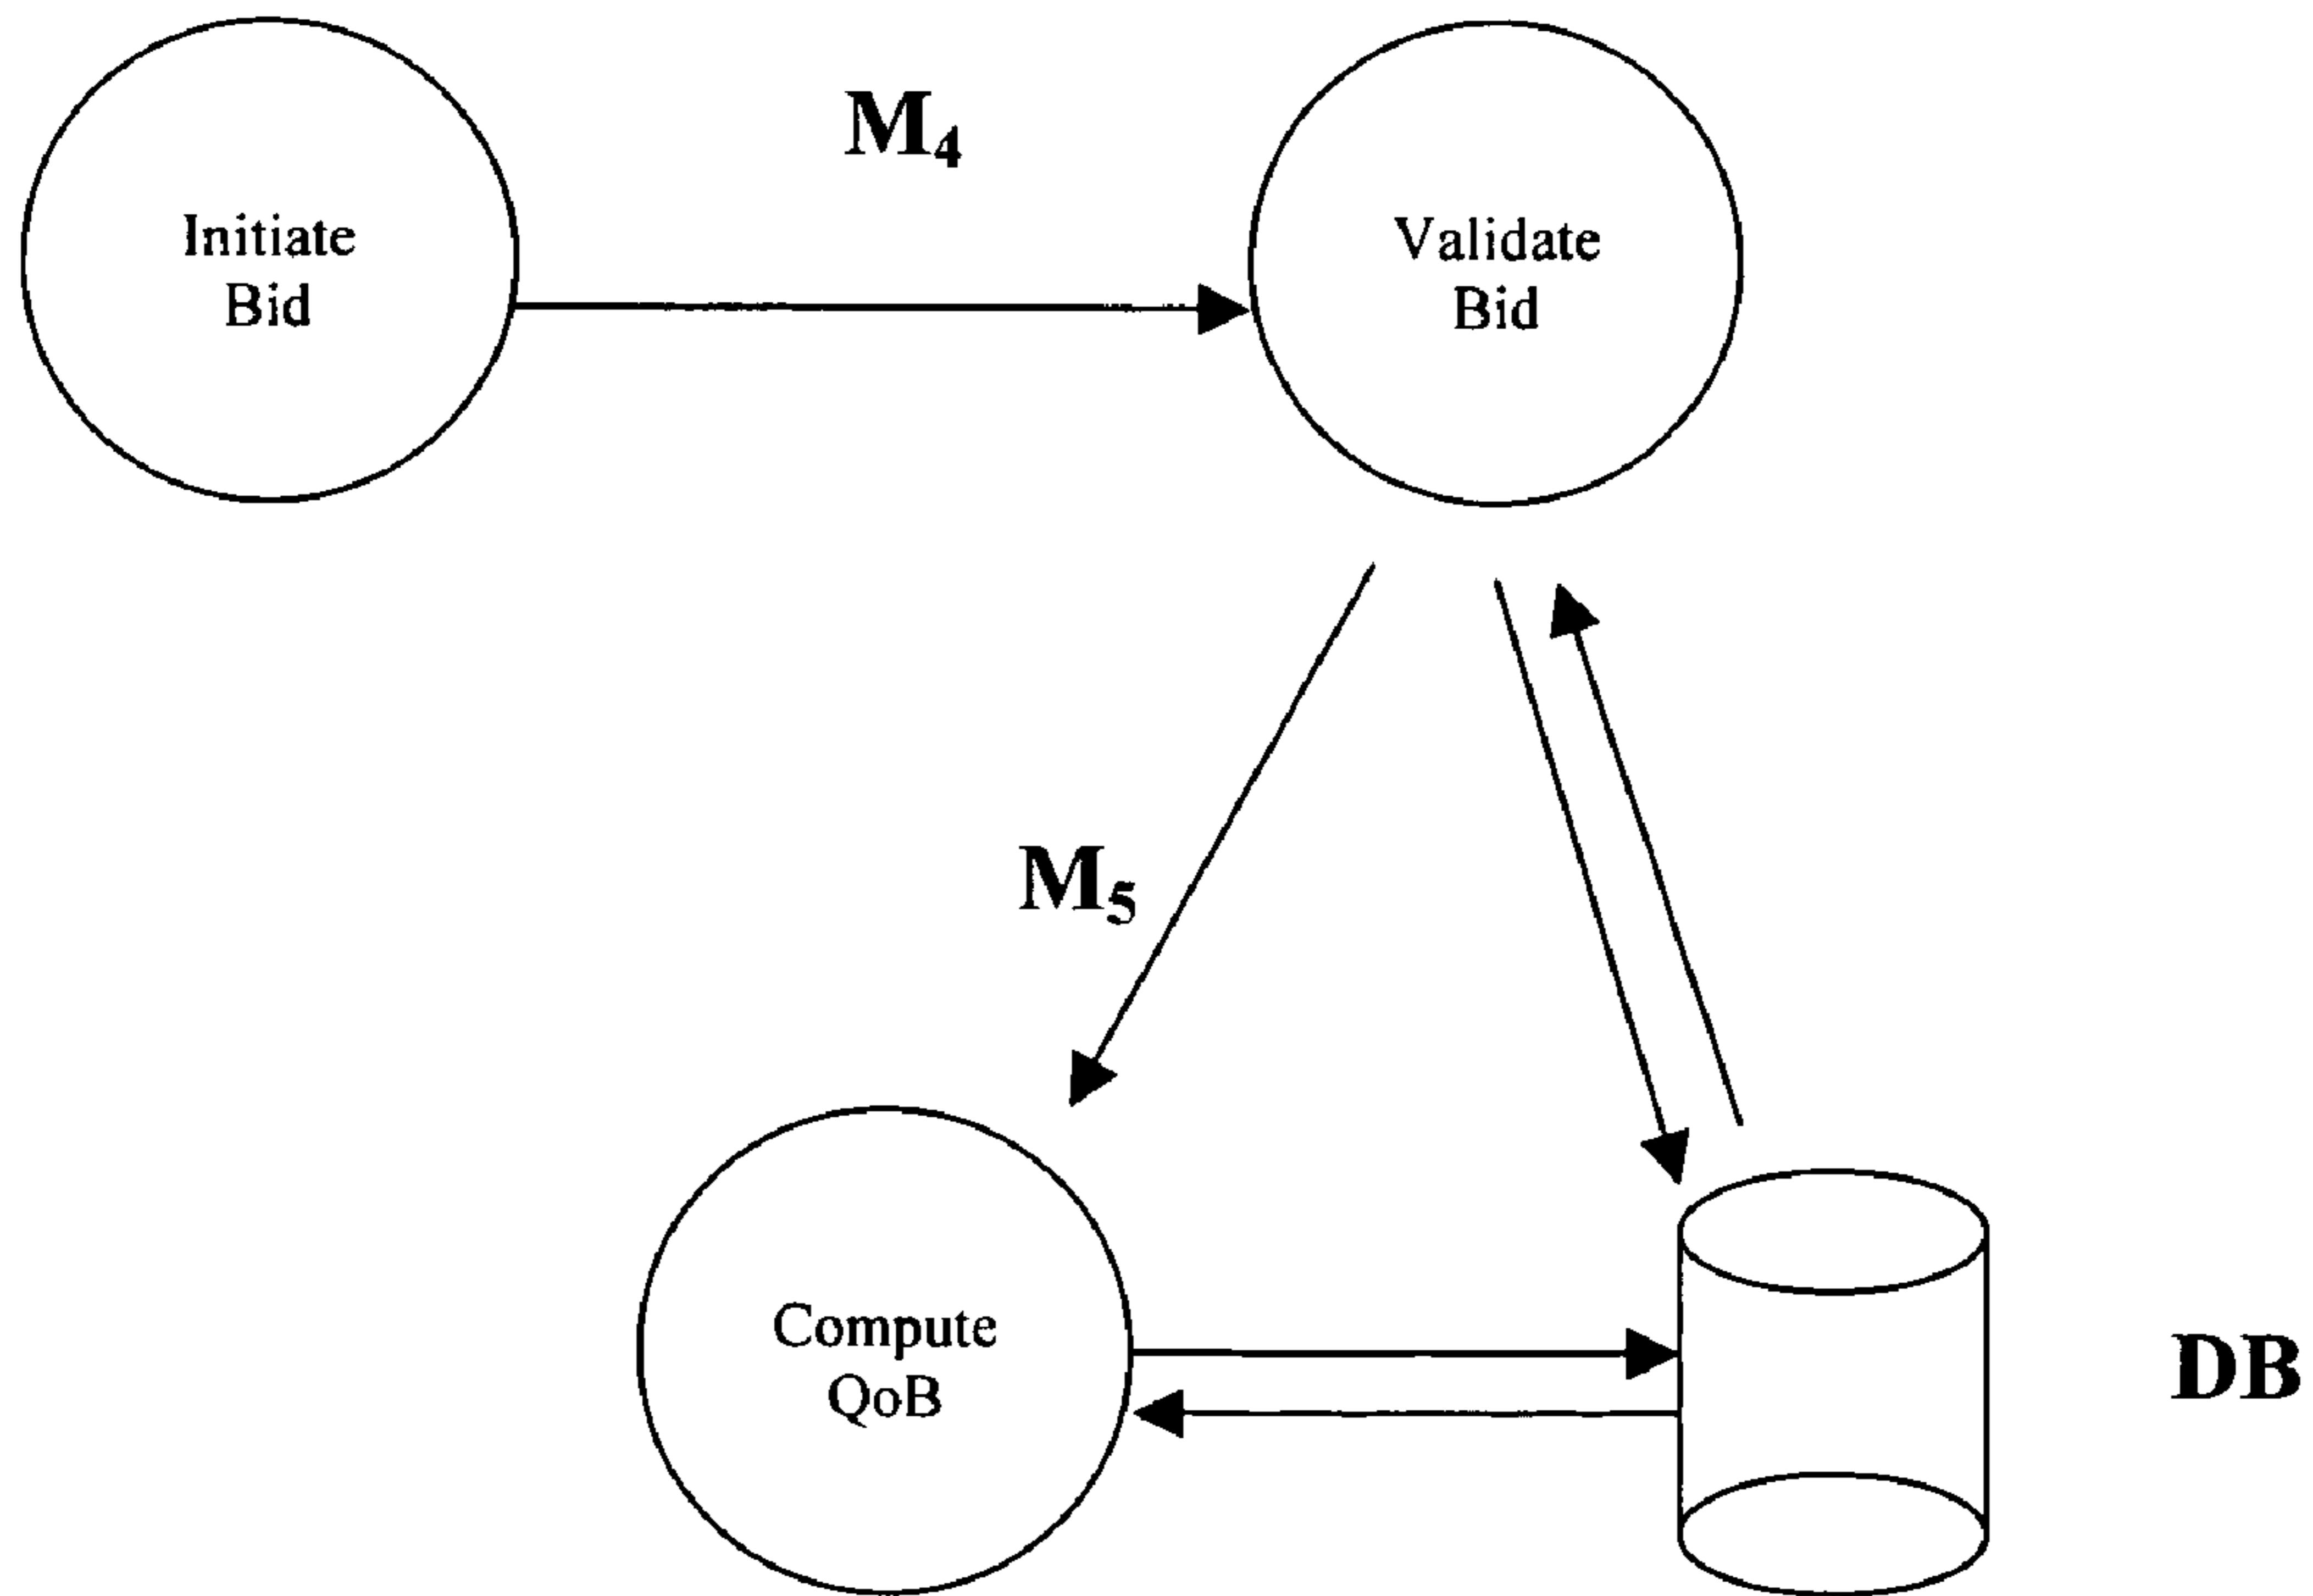 M₄
Initiate
Bid
Validate
Bid
M₅
Compute
QoB
DB